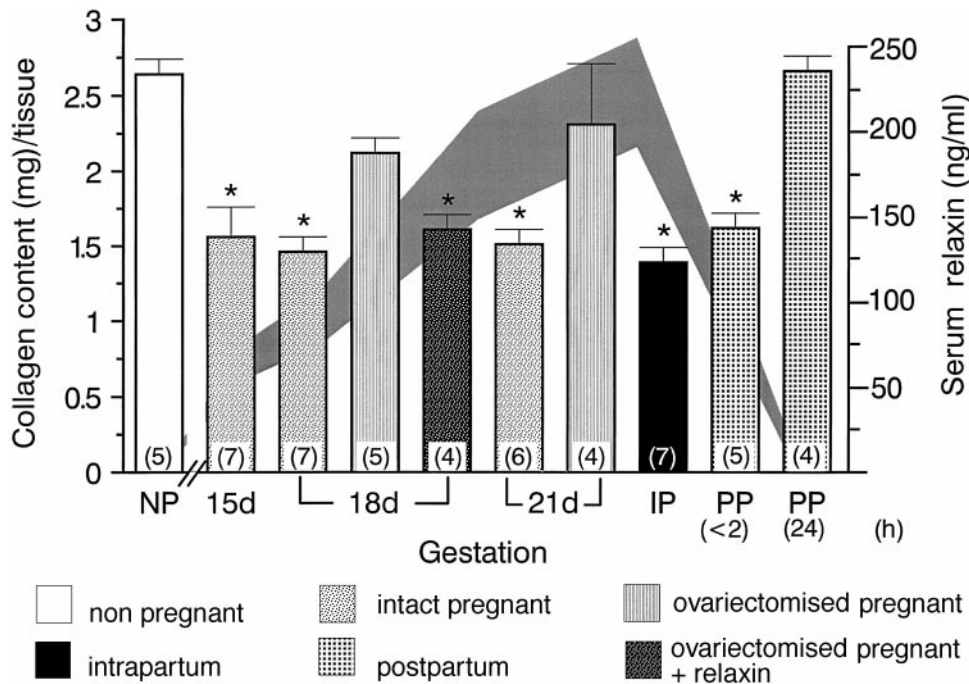 3
2.5
2
1.5
1
0.5
0
Collagen content (mg)/tissue
250
200
150
100
50
Serum relaxin (ng/ml)
* * * * * *
(5) (7) (7) (5) (4) (6) (4) (7) (5) (4)
NP 15d 18d 21d IP PP PP
(<2) (24) (h)
Gestation
non pregnant intact pregnant ovariectomised pregnant
intrapartum postpartum ovariectomised pregnant
+ relaxin